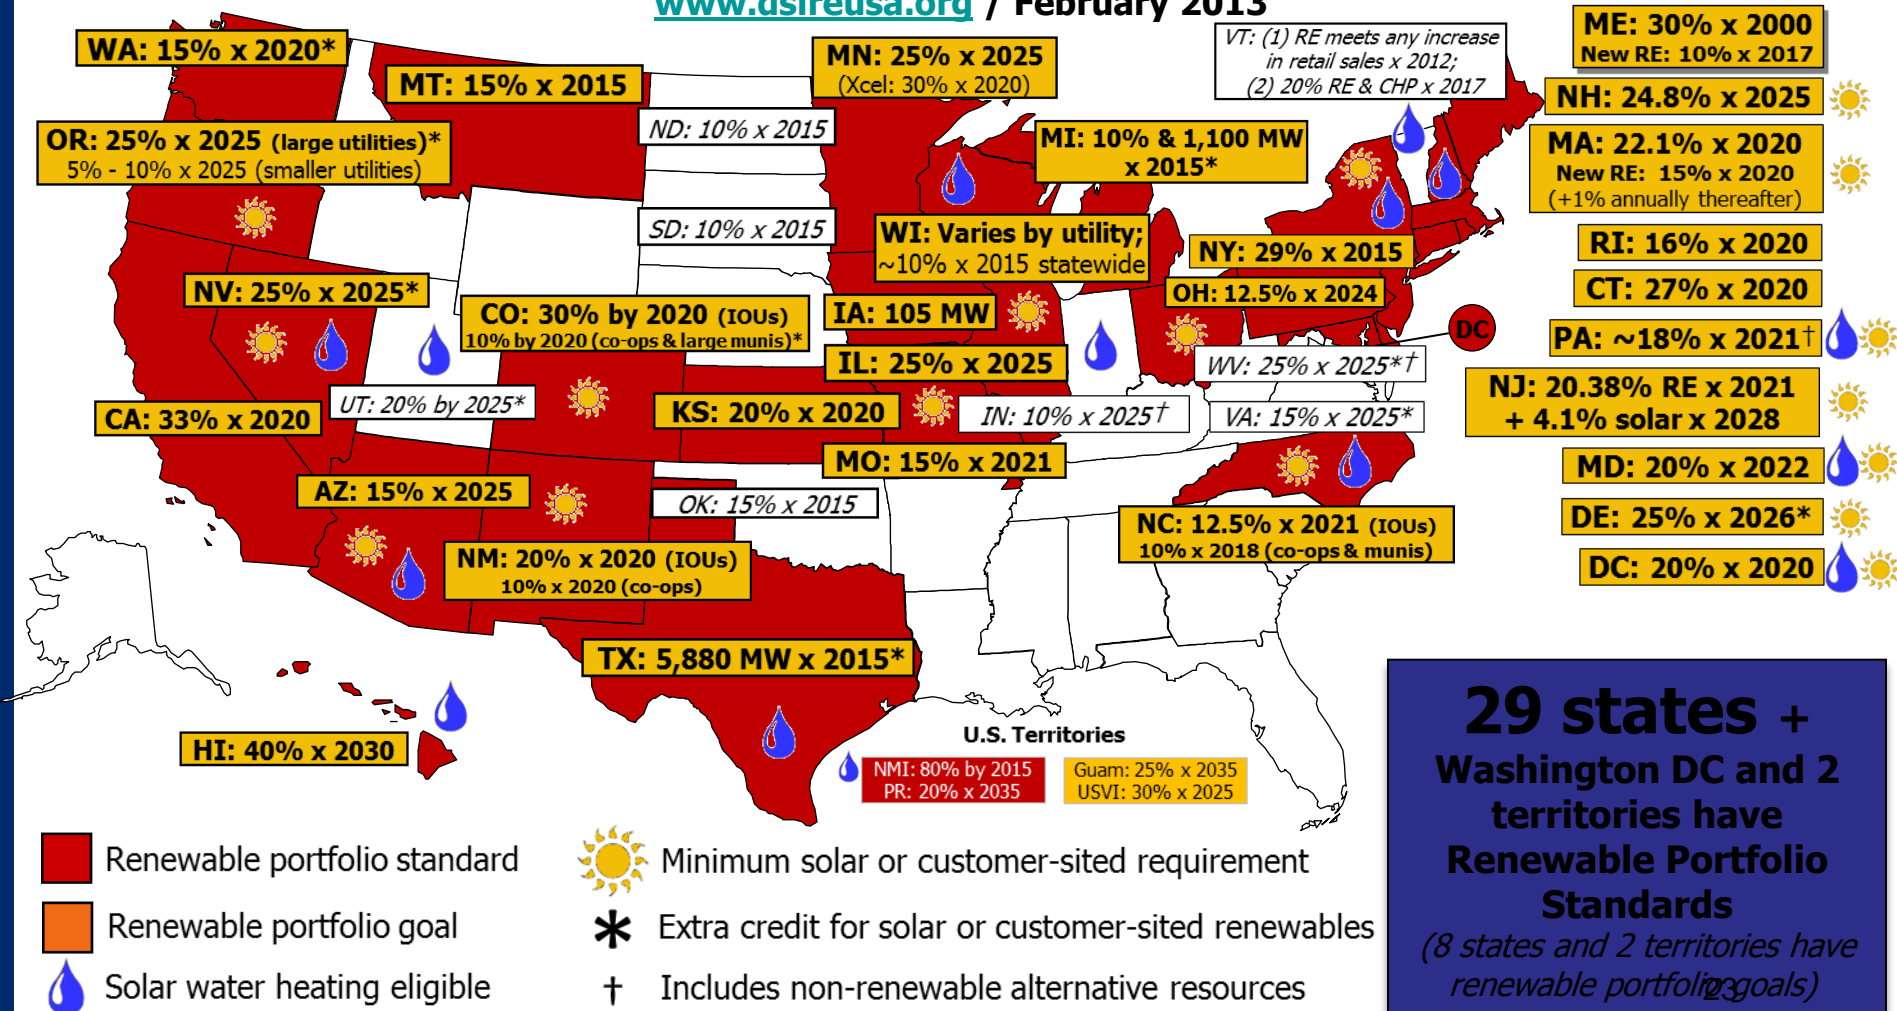 www.dsireusa.org / February 2013
WA: 15% x 2020*
MT: 15% x 2015
MN: 25% x 2025
(Xcel: 30% x 2020)
VT: (1) RE meets any increase
in retail sales x 2012;
(2) 20% RE & CHP x 2017
ME: 30% x 2000
New RE: 10% x 2017
NH: 24.8% x 2025
OR: 25% x 2025 (large utilities)*
5% - 10% x 2025 (smaller utilities)
ND: 10% x 2015
MI: 10% & 1,100 MW
x 2015*
MA: 22.1% x 2020
New RE: 15% x 2020
(+1% annually thereafter)
SD: 10% x 2015
WI: Varies by utility;
~10% x 2015 statewide
NY: 29% x 2015
RI: 16% x 2020
NV: 25% x 2025*
CO: 30% by 2020 (IOUs)
10% by 2020 (co-ops & large munis)*
IA: 105 MW
OH: 12.5% x 2024
CT: 27% x 2020
DC
PA: ~18% x 2021†
IL: 25% x 2025
WV: 25% x 2025*†
UT: 20% by 2025*
CA: 33% x 2020
KS: 20% x 2020
IN: 10% x 2025†
VA: 15% x 2025*
NJ: 20.38% RE x 2021
+ 4.1% solar x 2028
MO: 15% x 2021
MD: 20% x 2022
AZ: 15% x 2025
OK: 15% x 2015
NC: 12.5% x 2021 (IOUs)
10% x 2018 (co-ops & munis)
DE: 25% x 2026*
NM: 20% x 2020 (IOUs)
10% x 2020 (co-ops)
DC: 20% x 2020
TX: 5,880 MW x 2015*
HI: 40% x 2030
U.S. Territories
NMI: 80% by 2015
PR: 20% x 2035
Guam: 25% x 2035
USVI: 30% x 2025
29 states +
Washington DC and 2
territories have
Renewable Portfolio
Standards
(8 states and 2 territories have
renewable portfolio goals)
23
Renewable portfolio standard
Renewable portfolio goal
Solar water heating eligible
Minimum solar or customer-sited requirement
* Extra credit for solar or customer-sited renewables
† Includes non-renewable alternative resources